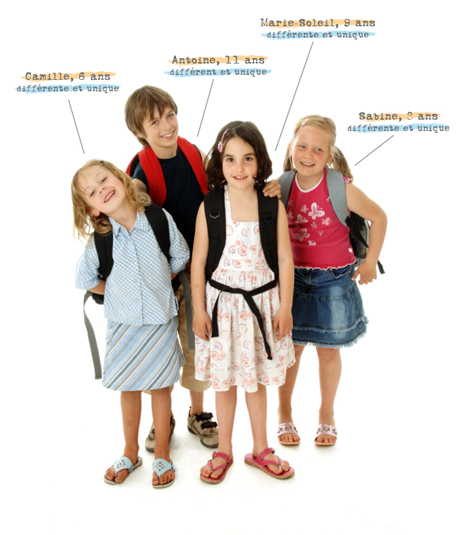 Marie-Soleil, 9 ans
différente et unique
Antoine, 11 ans
différent et unique
Camille, 6 ans
différente et unique
Sabine, 8 ans
différente et unique